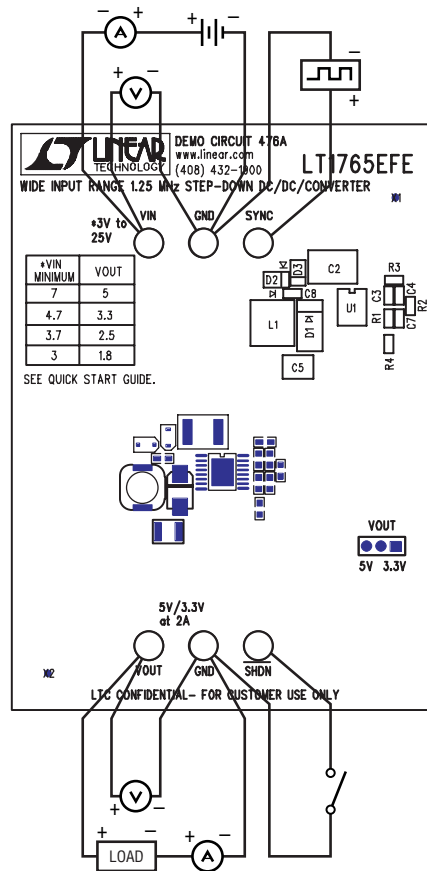 A
+ −
+ −
−
+
+ −
V
LINEAR
TECHNOLOGY
DEMO CIRCUIT 476A
www.linear.com
(408) 432-1900
LT1765EFE
WIDE INPUT RANGE 1.25 MHz STEP-DOWN DC/DC/CONVERTER
*3V to
25V
VIN
GND
SYNC
*VIN MINIMUM VOUT
7 5
4.7 3.3
3.7 2.5
3 1.8
SEE QUICK START GUIDE.
D2
D3
C2
C8
L1
D1
U1
C5
R3
C3
C4
R1
C7
R2
R4
VOUT
5V 3.3V
5V/3.3V
at 2A
VOUT
GND
SHDN
LTC CONFIDENTIAL- FOR CUSTOMER USE ONLY
+ −
V
+ −
LOAD
+ −
A